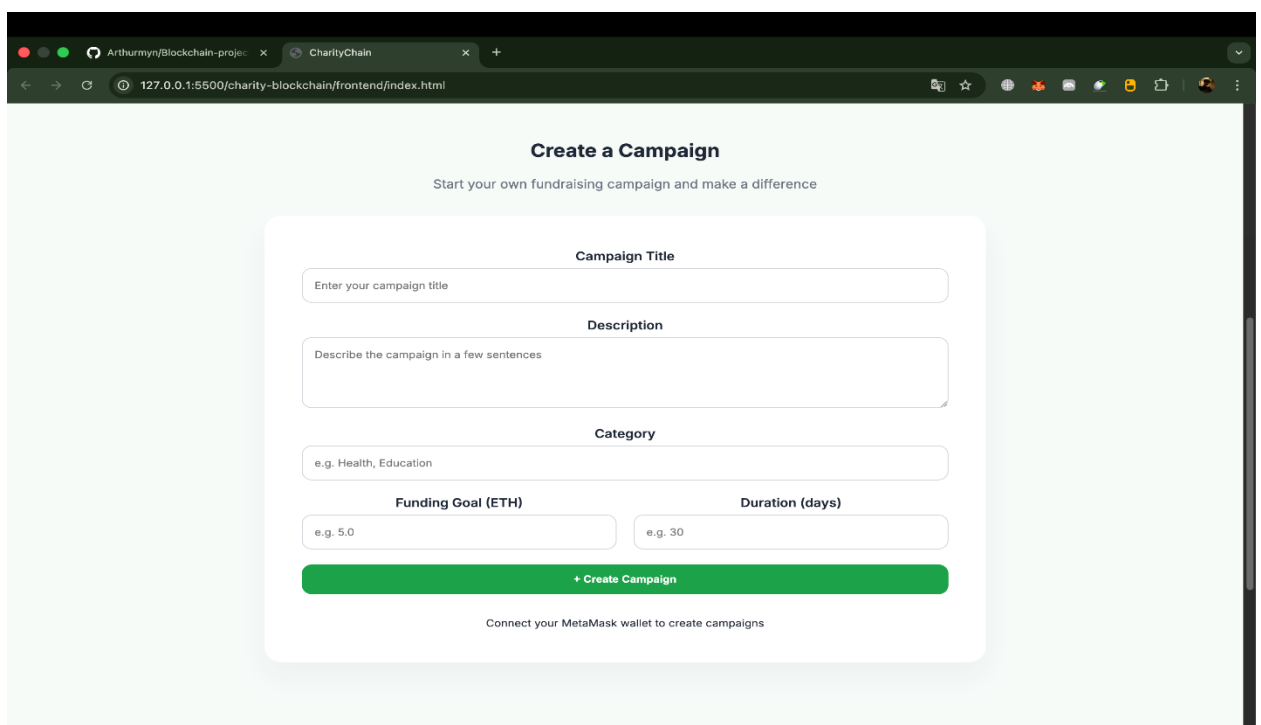 Arthurmyn/Blockchain-projec
CharityChain
127.0.0.1:5500/charity-blockchain/frontend/index.html
Create a Campaign
Start your own fundraising campaign and make a difference
Campaign Title
Enter your campaign title
Description
Describe the campaign in a few sentences
Category
e.g. Health, Education
Funding Goal (ETH) Duration (days)
e.g. 5.0 e.g. 30
+ Create Campaign
Connect your MetaMask wallet to create campaigns